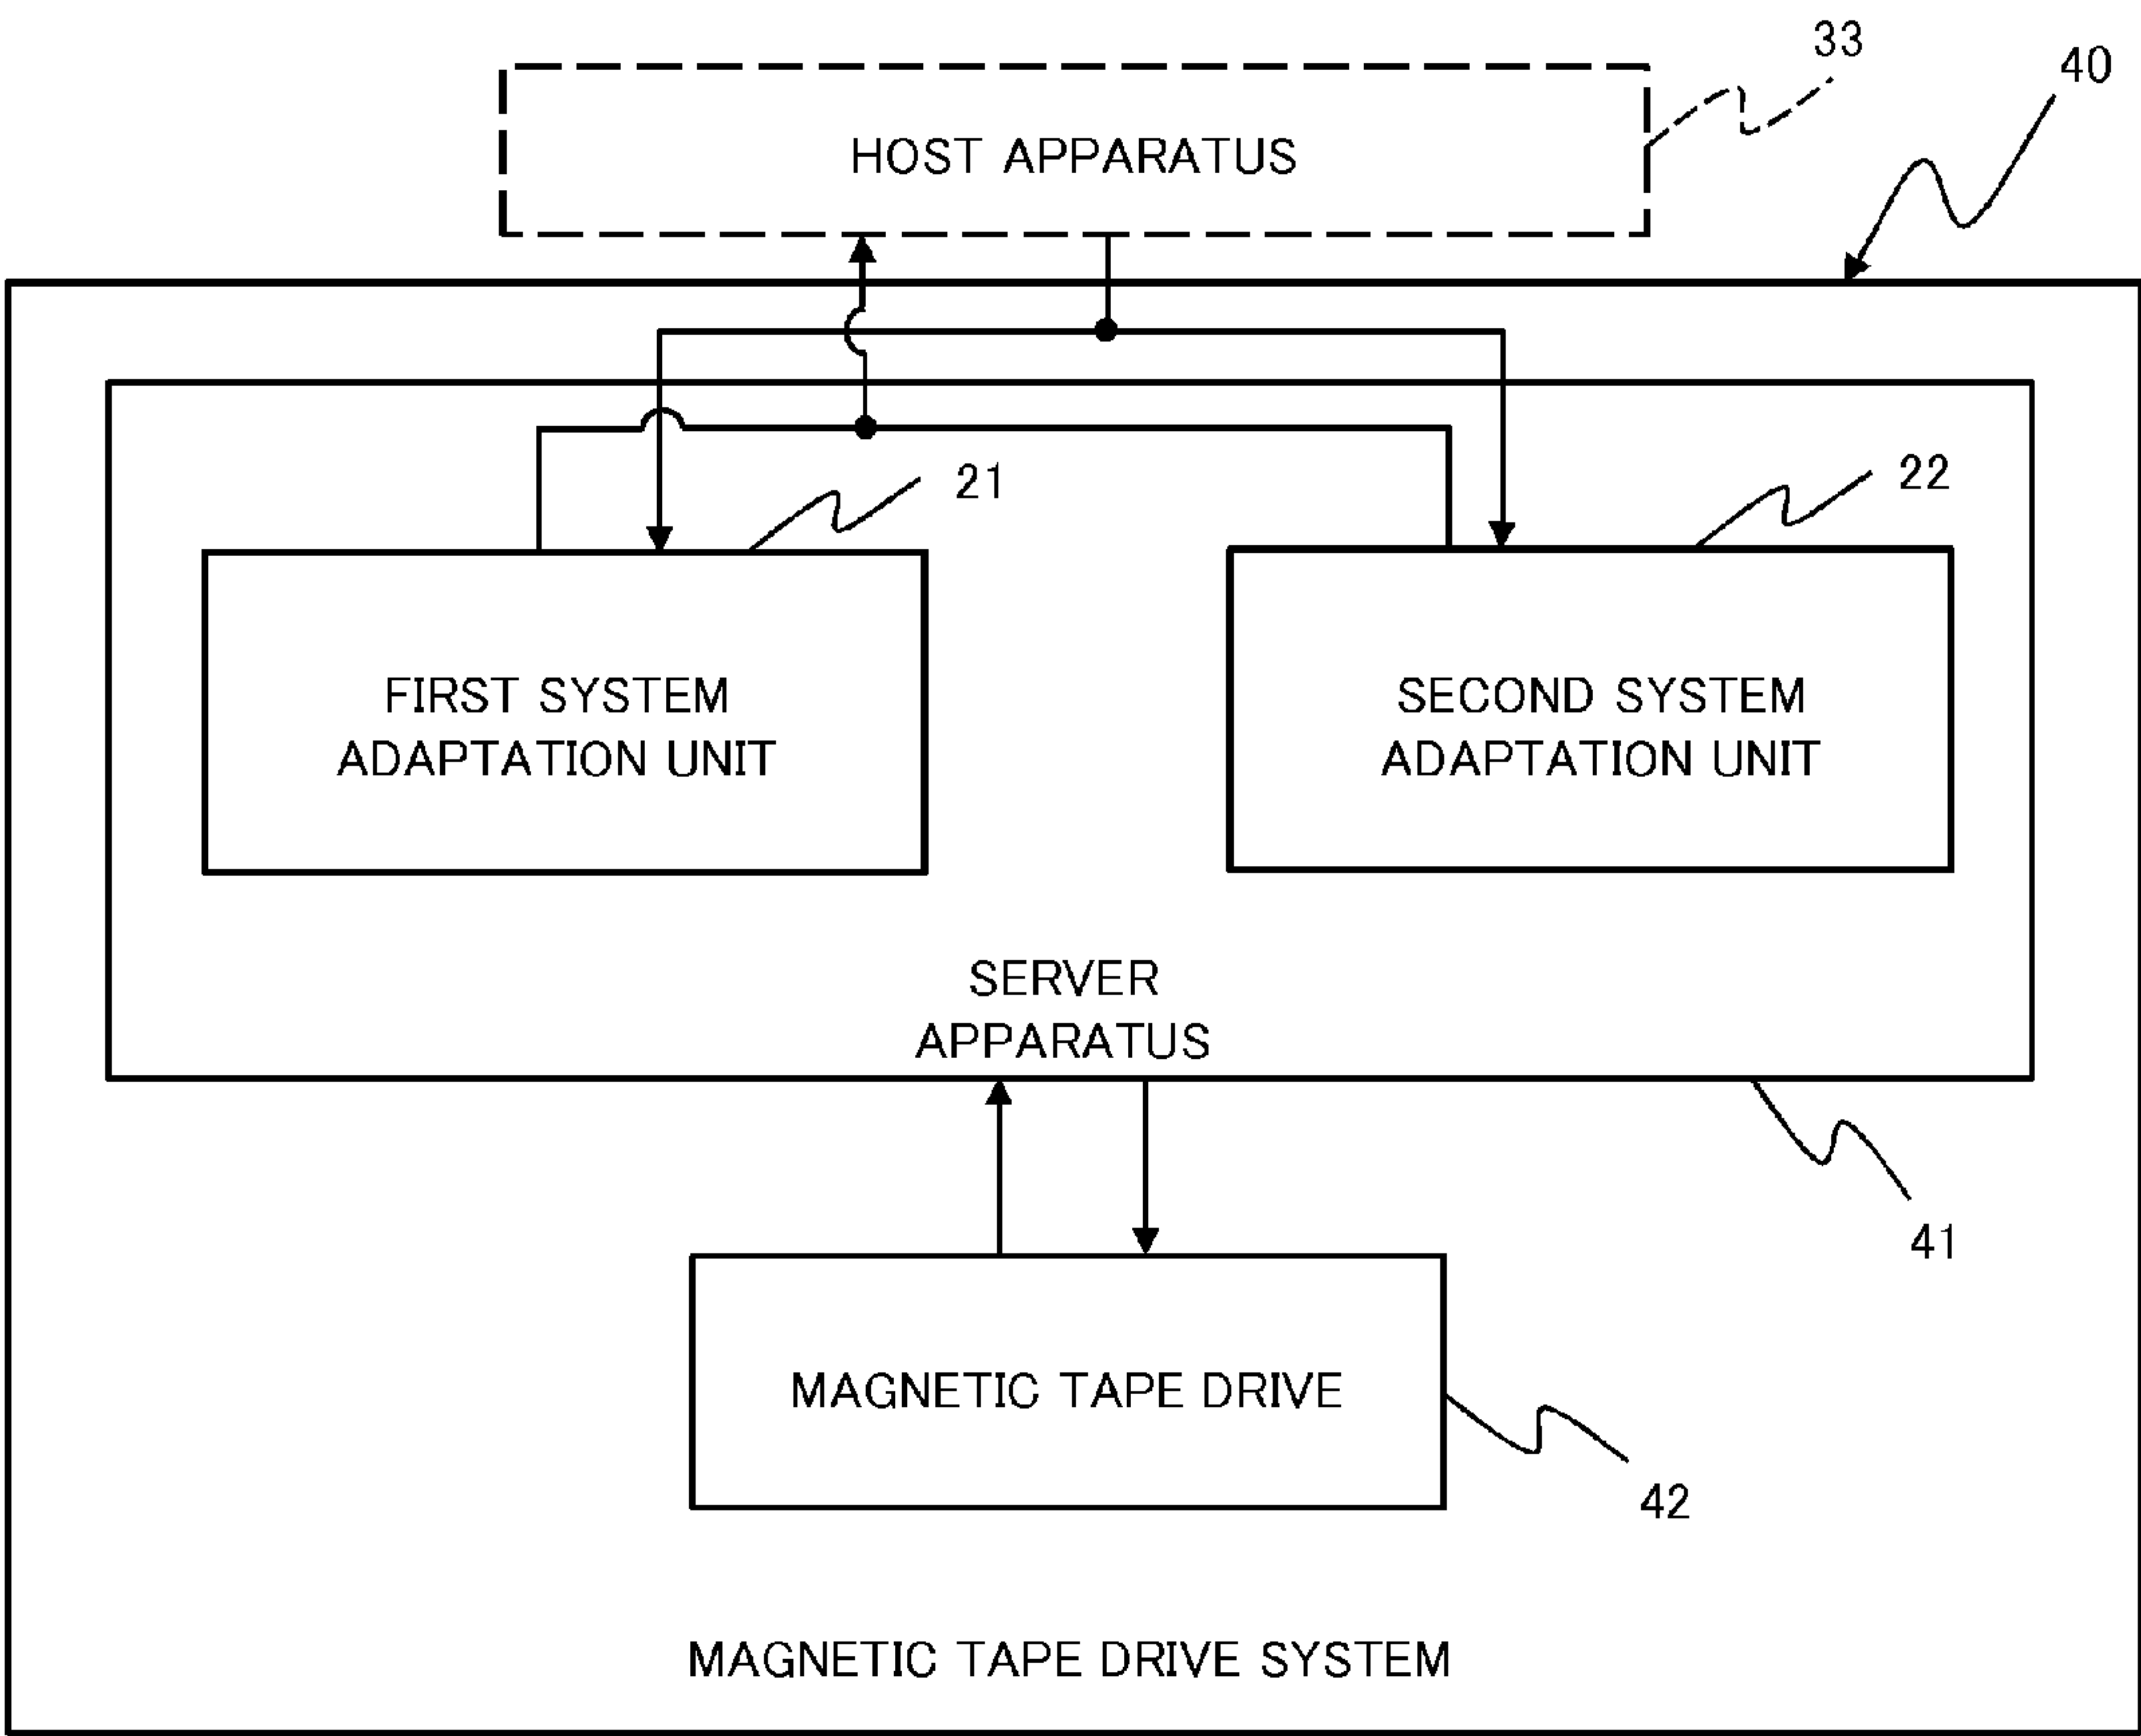 33
40
HOST APPARATUS
21
22
FIRST SYSTEM
ADAPTATION UNIT
SECOND SYSTEM
ADAPTATION UNIT
SERVER
APPARATUS
41
MAGNETIC TAPE DRIVE
42
MAGNETIC TAPE DRIVE SYSTEM